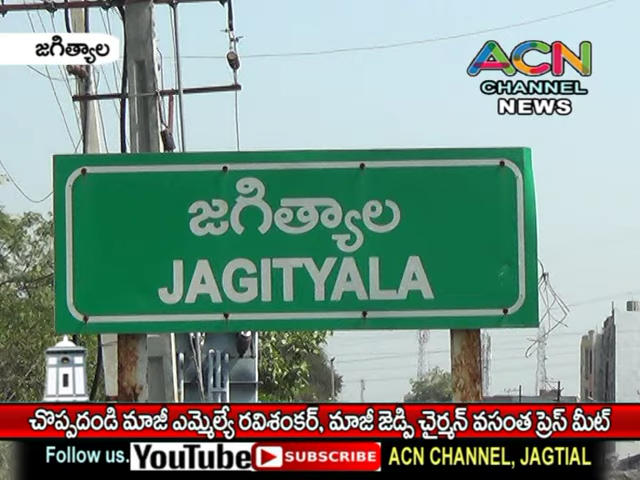 జగిత్యాల
ACN
CHANNEL
NEWS
జగిత్యాల
JAGITYALA
చొప్పదండి మాజీ ఎమ్మెల్యే రవిశంకర్, మాజీ జెడ్పి ఛైర్మన్ వసంత ప్రెస్ మీట్
Follow us. YouTube SUBSCRIBE ACN CHANNEL, JAGTIAL